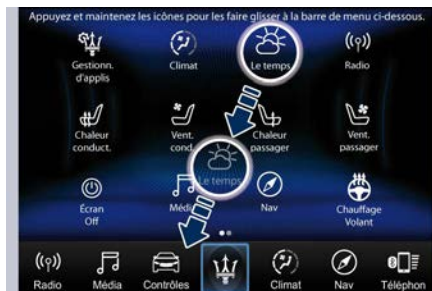 Appuyez et maintenez les icônes pour les faire glisser à la barre de menu ci-dessous.
Gestionn. d'applis
Climat
Le temps
Radio
Chaleur conduct.
Vent. cond.
Chaleur passager
Vent. passager
Le temps
Écran Off
Média
Nav
Chauffage Volant
Radio
Média
Contrôles
Climat
Nav
Téléphon